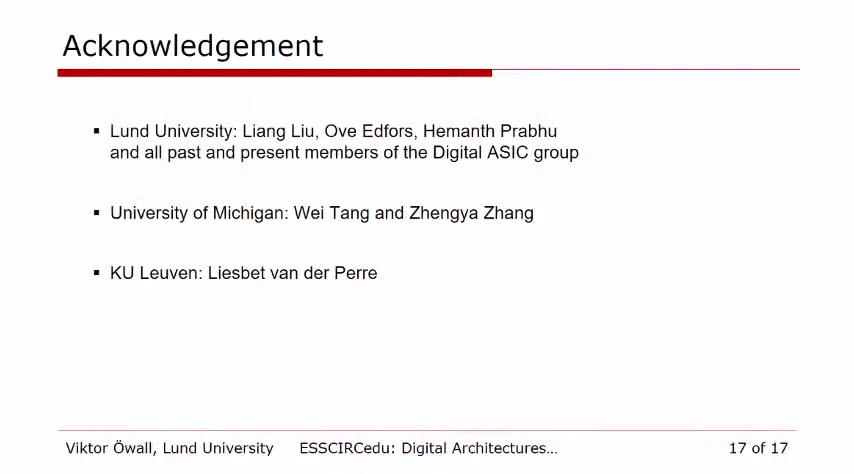 Acknowledgement
▪ Lund University: Liang Liu, Ove Edfors, Hemanth Prabhu
and all past and present members of the Digital ASIC group
▪ University of Michigan: Wei Tang and Zhengya Zhang
▪ KU Leuven: Liesbet van der Perre
Viktor Öwall, Lund University ESSCIRCedu: Digital Architectures… 17 of 17